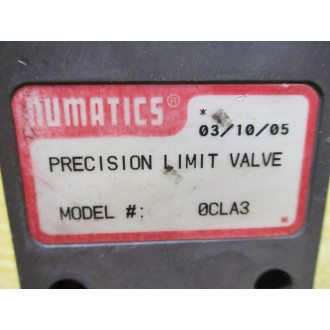 numatics®
*
03/10/05
PRECISION LIMIT VALVE
MODEL #: 0CLA3